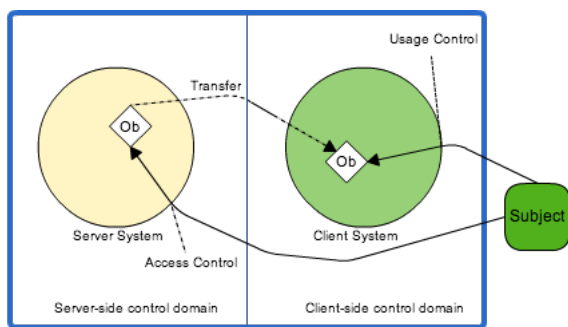 Usage Control
Transfer
Ob
Ob
Subject
Server System
Client System
Access Control
Server-side control domain
Client-side control domain